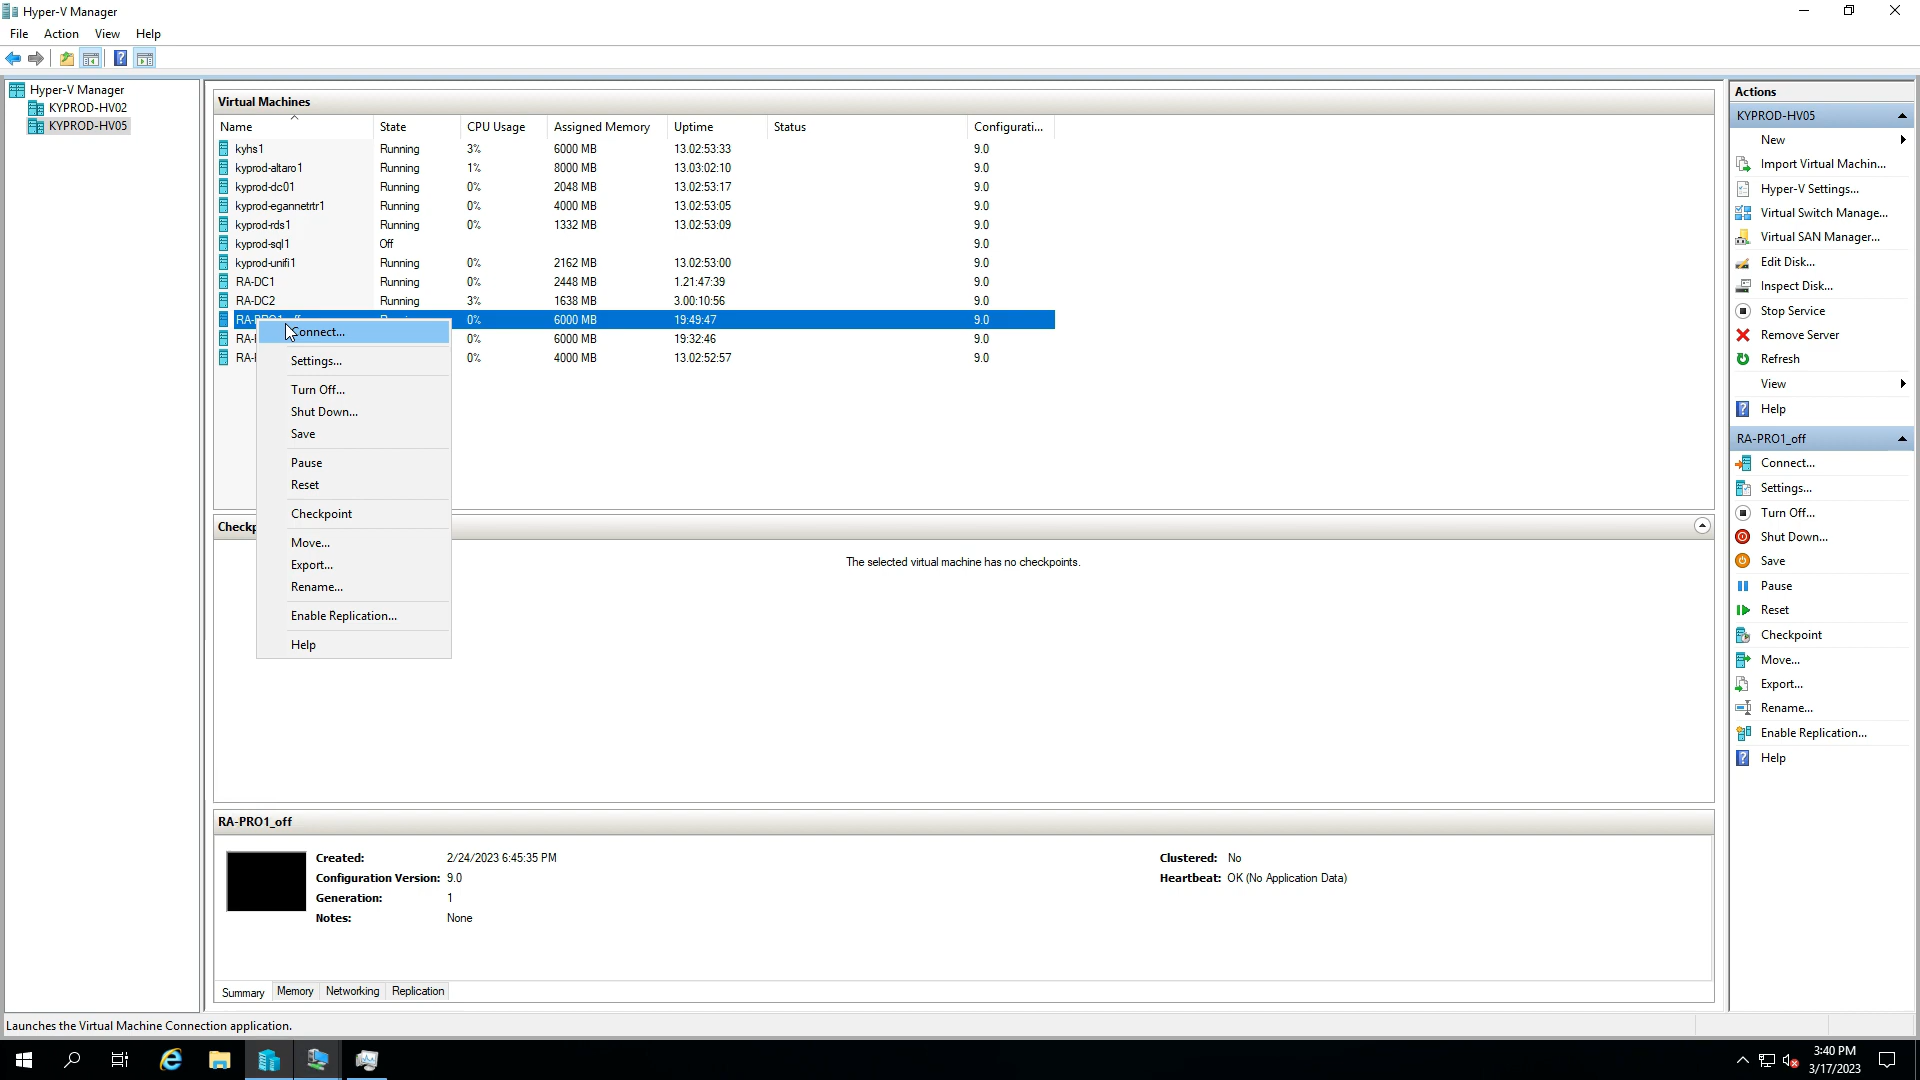 Hyper-V Manager
File Action View Help
Hyper-V Manager
KYPROD-HV02
KYPROD-HV05
Virtual Machines
Name State CPU Usage Assigned Memory Uptime Status Configurati...
kyhs1 Running 3% 6000 MB 13.02:53:33 9.0
kyprod-altaro1 Running 1% 8000 MB 13.03:02:10 9.0
kyprod-dc01 Running 0% 2048 MB 13.02:53:17 9.0
kyprod-egannetrtr1 Running 0% 4000 MB 13.02:53:05 9.0
kyprod-rds1 Running 0% 1332 MB 13.02:53:09 9.0
kyprod-sql1 Off 9.0
kyprod-unifi1 Running 0% 2162 MB 13.02:53:00 9.0
RA-DC1 Running 0% 2448 MB 1.21:47:39 9.0
RA-DC2 Running 3% 1638 MB 3.00:10:56 9.0
0% 6000 MB 19:49:47 9.0
0% 6000 MB 19:32:46 9.0
0% 4000 MB 13.02:52:57 9.0
Connect...
Settings...
Turn Off...
Shut Down...
Save
Pause
Reset
Checkpoint
Move...
Export...
Rename...
Enable Replication...
Help
The selected virtual machine has no checkpoints.
RA-PRO1_off
Created: 2/24/2023 6:45:35 PM
Configuration Version: 9.0
Generation: 1
Notes: None
Clustered: No
Heartbeat: OK (No Application Data)
Summary Memory Networking Replication
Actions
KYPROD-HV05
New
Import Virtual Machin...
Hyper-V Settings...
Virtual Switch Manage...
Virtual SAN Manager...
Edit Disk...
Inspect Disk...
Stop Service
Remove Server
Refresh
View
Help
RA-PRO1_off
Connect...
Settings...
Turn Off...
Shut Down...
Save
Pause
Reset
Checkpoint
Move...
Export...
Rename...
Enable Replication...
Help
Launches the Virtual Machine Connection application.
3:40 PM
3/17/2023